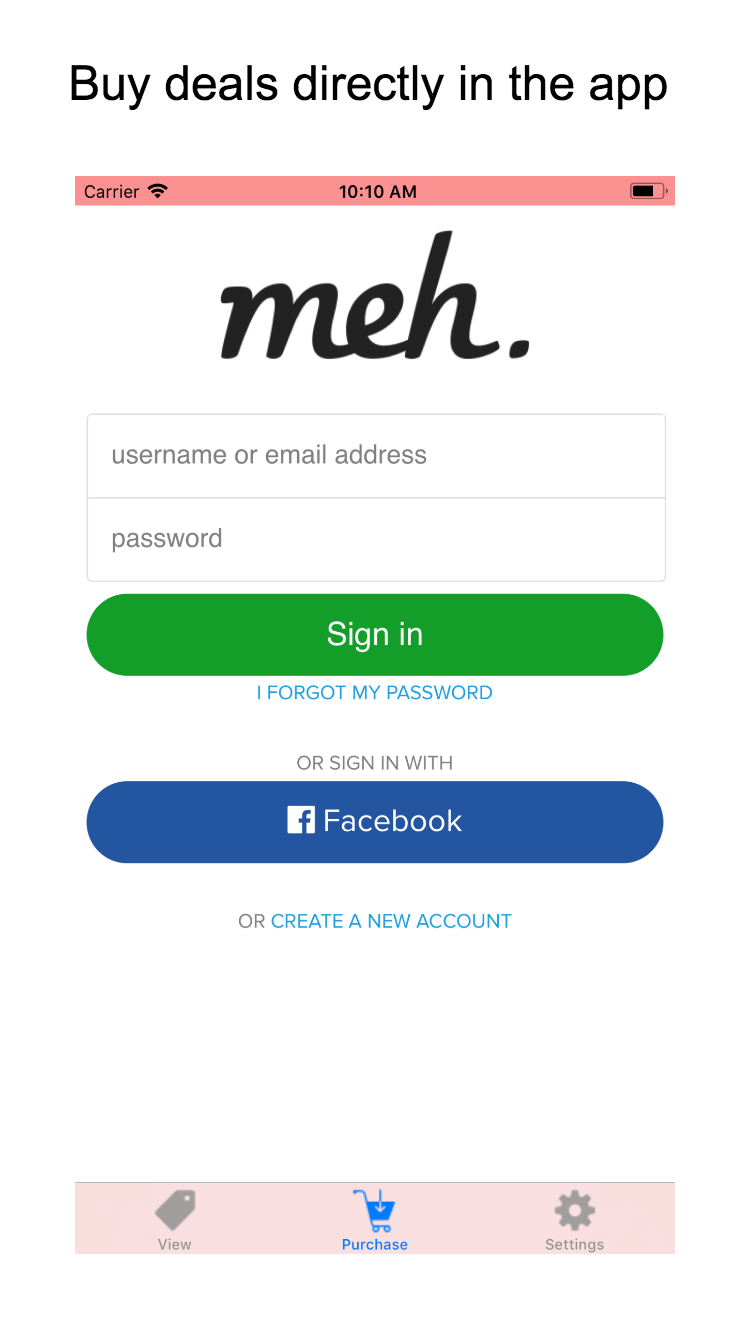 Buy deals directly in the app
Carrier 10:10 AM
meh.
username or email address
password
Sign in
I FORGOT MY PASSWORD
OR SIGN IN WITH
Facebook
OR CREATE A NEW ACCOUNT
View Purchase Settings